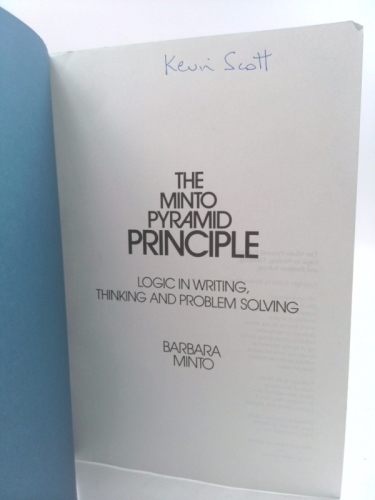 Kevin Scott
THE
MINTO
PYRAMID
PRINCIPLE
LOGIC IN WRITING,
THINKING AND PROBLEM SOLVING
BARBARA
MINTO